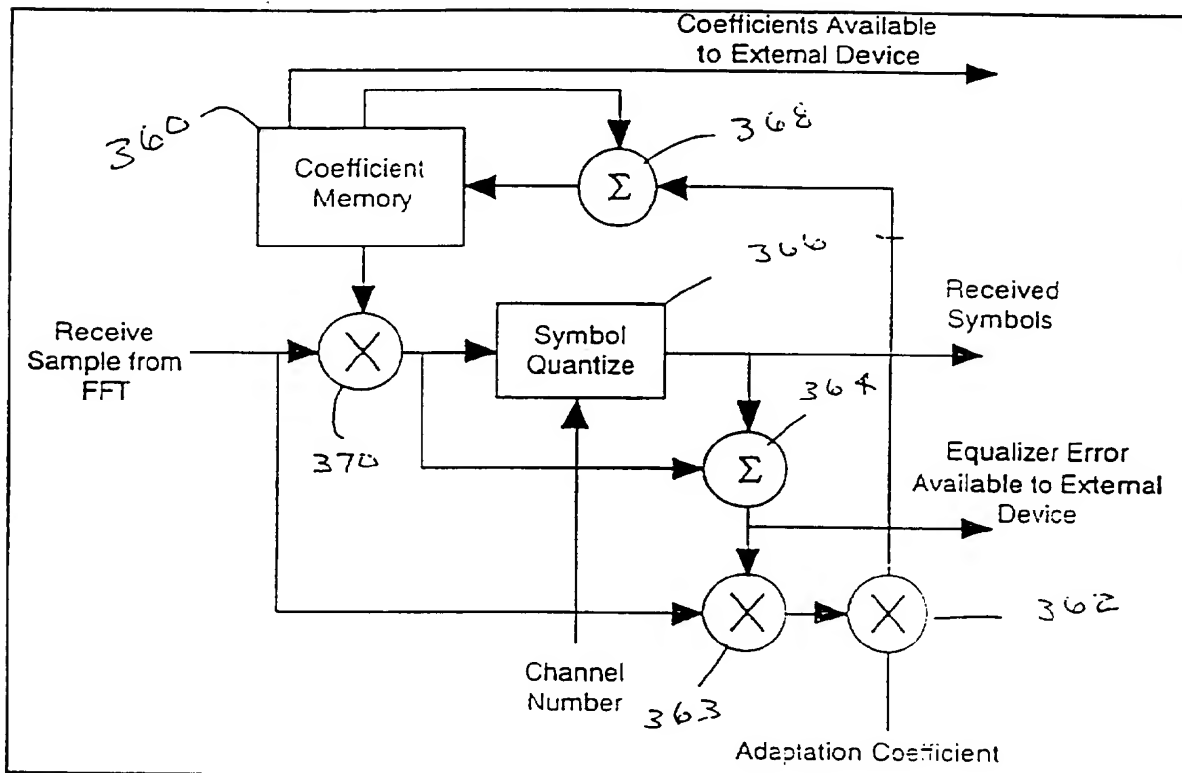 Coefficients Available
to External Device
360
368
Coefficient
Memory
Σ
366
Receive
Sample from
FFT
Symbol
Quantize
Received
Symbols
364
370
Σ
Equalizer Error
Available to External
Device
362
Channel
Number
363
Adaptation Coefficient